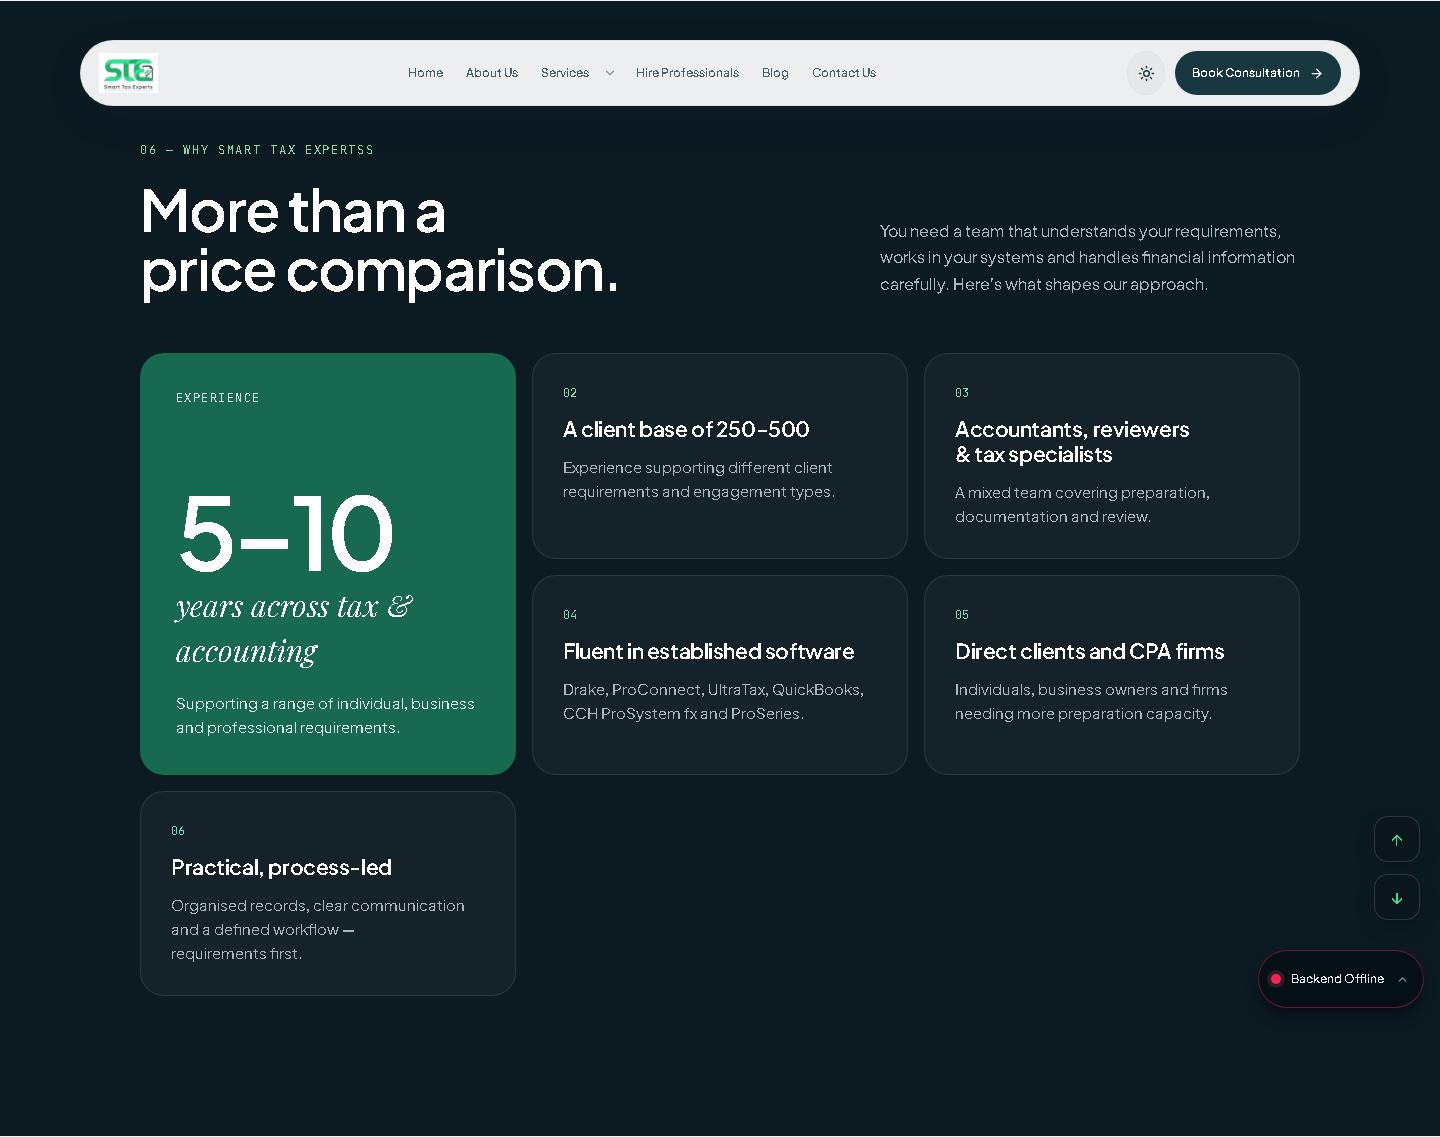 STE
Smart Tax Experts
Home
About Us
Services
Hire Professionals
Blog
Contact Us
Book Consultation
06 — WHY SMART TAX EXPERTSS
More than a
price comparison.
You need a team that understands your requirements,
works in your systems and handles financial information
carefully. Here's what shapes our approach.
EXPERIENCE
5–10
years across tax &
accounting
Supporting a range of individual, business
and professional requirements.
02
A client base of 250–500
Experience supporting different client
requirements and engagement types.
03
Accountants, reviewers
& tax specialists
A mixed team covering preparation,
documentation and review.
04
Fluent in established software
Drake, ProConnect, UltraTax, QuickBooks,
CCH ProSystem fx and ProSeries.
05
Direct clients and CPA firms
Individuals, business owners and firms
needing more preparation capacity.
06
Practical, process-led
Organised records, clear communication
and a defined workflow —
requirements first.
Backend Offline